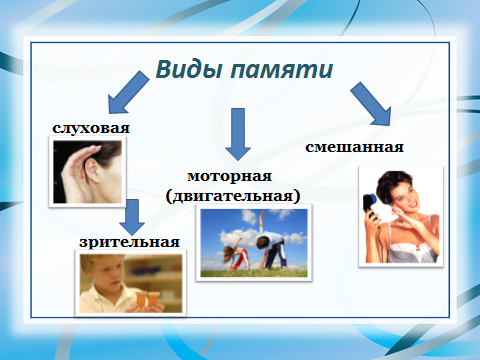 Виды памяти
слуховая
смешанная
моторная
(двигательная)
зрительная